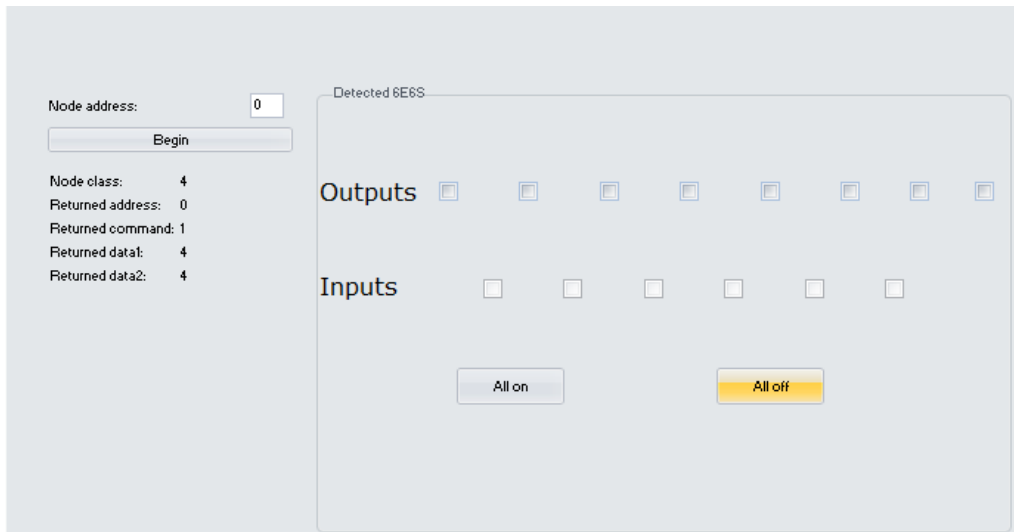 Node address: 0
Begin
Node class: 4
Returned address: 0
Returned command: 1
Returned data1: 4
Returned data2: 4
Detected 6E6S
Outputs
Inputs
All on
All off